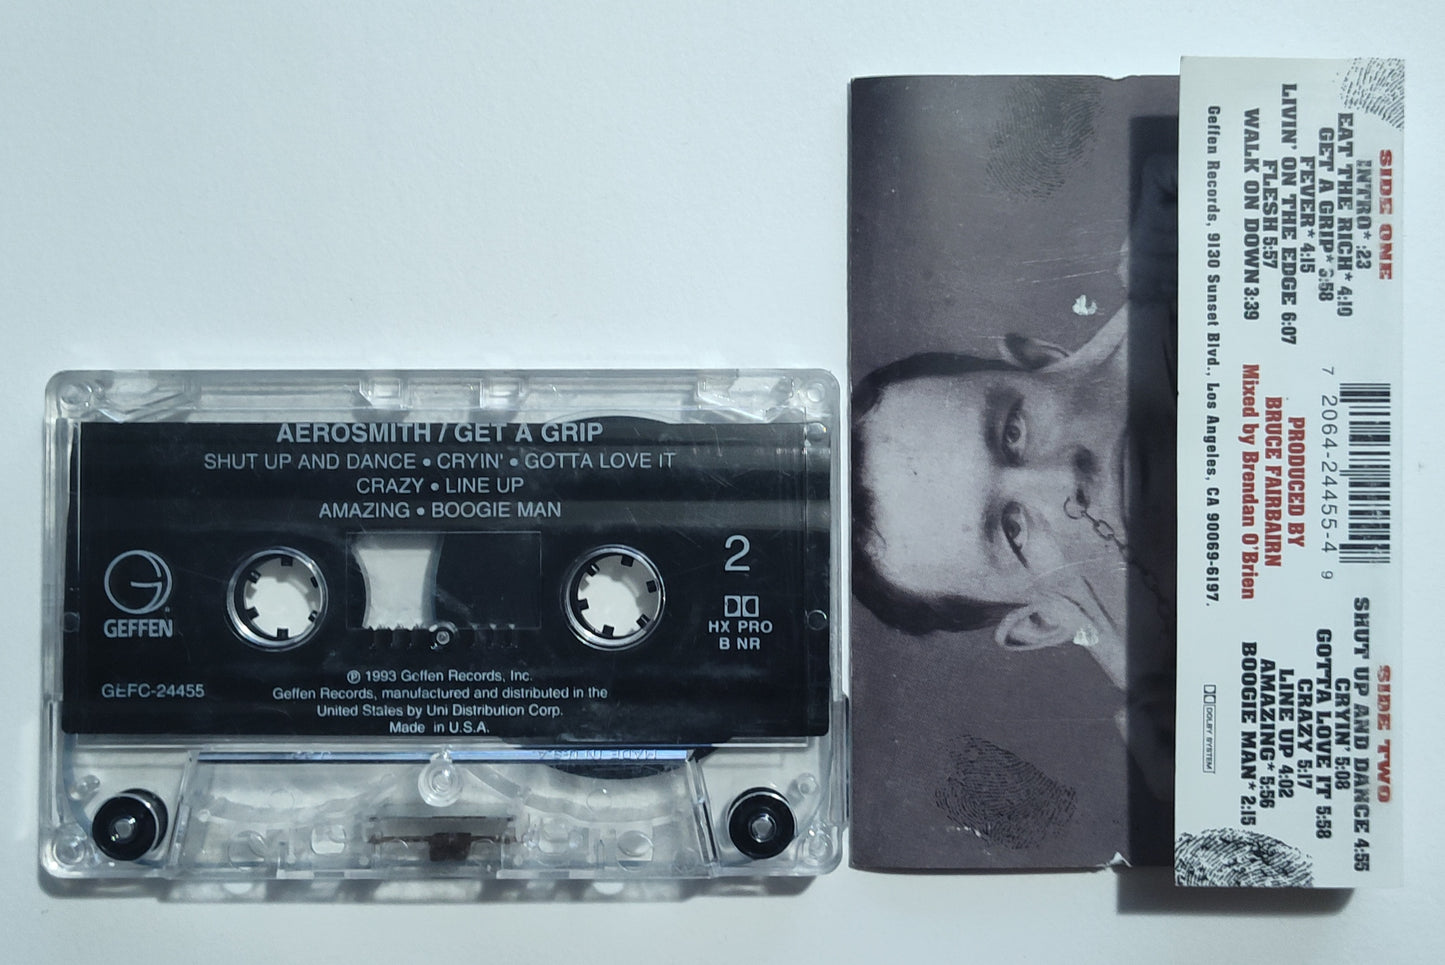 AEROSMITH / GET A GRIP
SHUT UP AND DANCE • CRYIN' • GOTTA LOVE IT
CRAZY • LINE UP
AMAZING • BOOGIE MAN
G
GEFFEN
2
HX PRO
B NR
GEFC-24455
℗ 1993 Geffen Records, Inc.
Geffen Records, manufactured and distributed in the
United States by Uni Distribution Corp.
Made in U.S.A.
MADE IN U.S.A.
SIDE ONE
INTRO* :23
EAT THE RICH* 4:10
GET A GRIP* 3:58
FEVER* 4:15
LIVIN' ON THE EDGE 6:07
FLESH 5:57
WALK ON DOWN 3:39
7 2064-24455-4 9
PRODUCED BY
BRUCE FAIRBAIRN
Mixed by Brendan O'Brien
SIDE TWO
SHUT UP AND DANCE 4:55
GOTTA LOVE IT 5:58
CRYIN' 5:08
CRAZY 5:17
LINE UP 4:02
AMAZING* 5:56
BOOGIE MAN* 2:15
Geffen Records, 9130 Sunset Blvd., Los Angeles, CA 90069-6197.
DOLBY SYSTEM